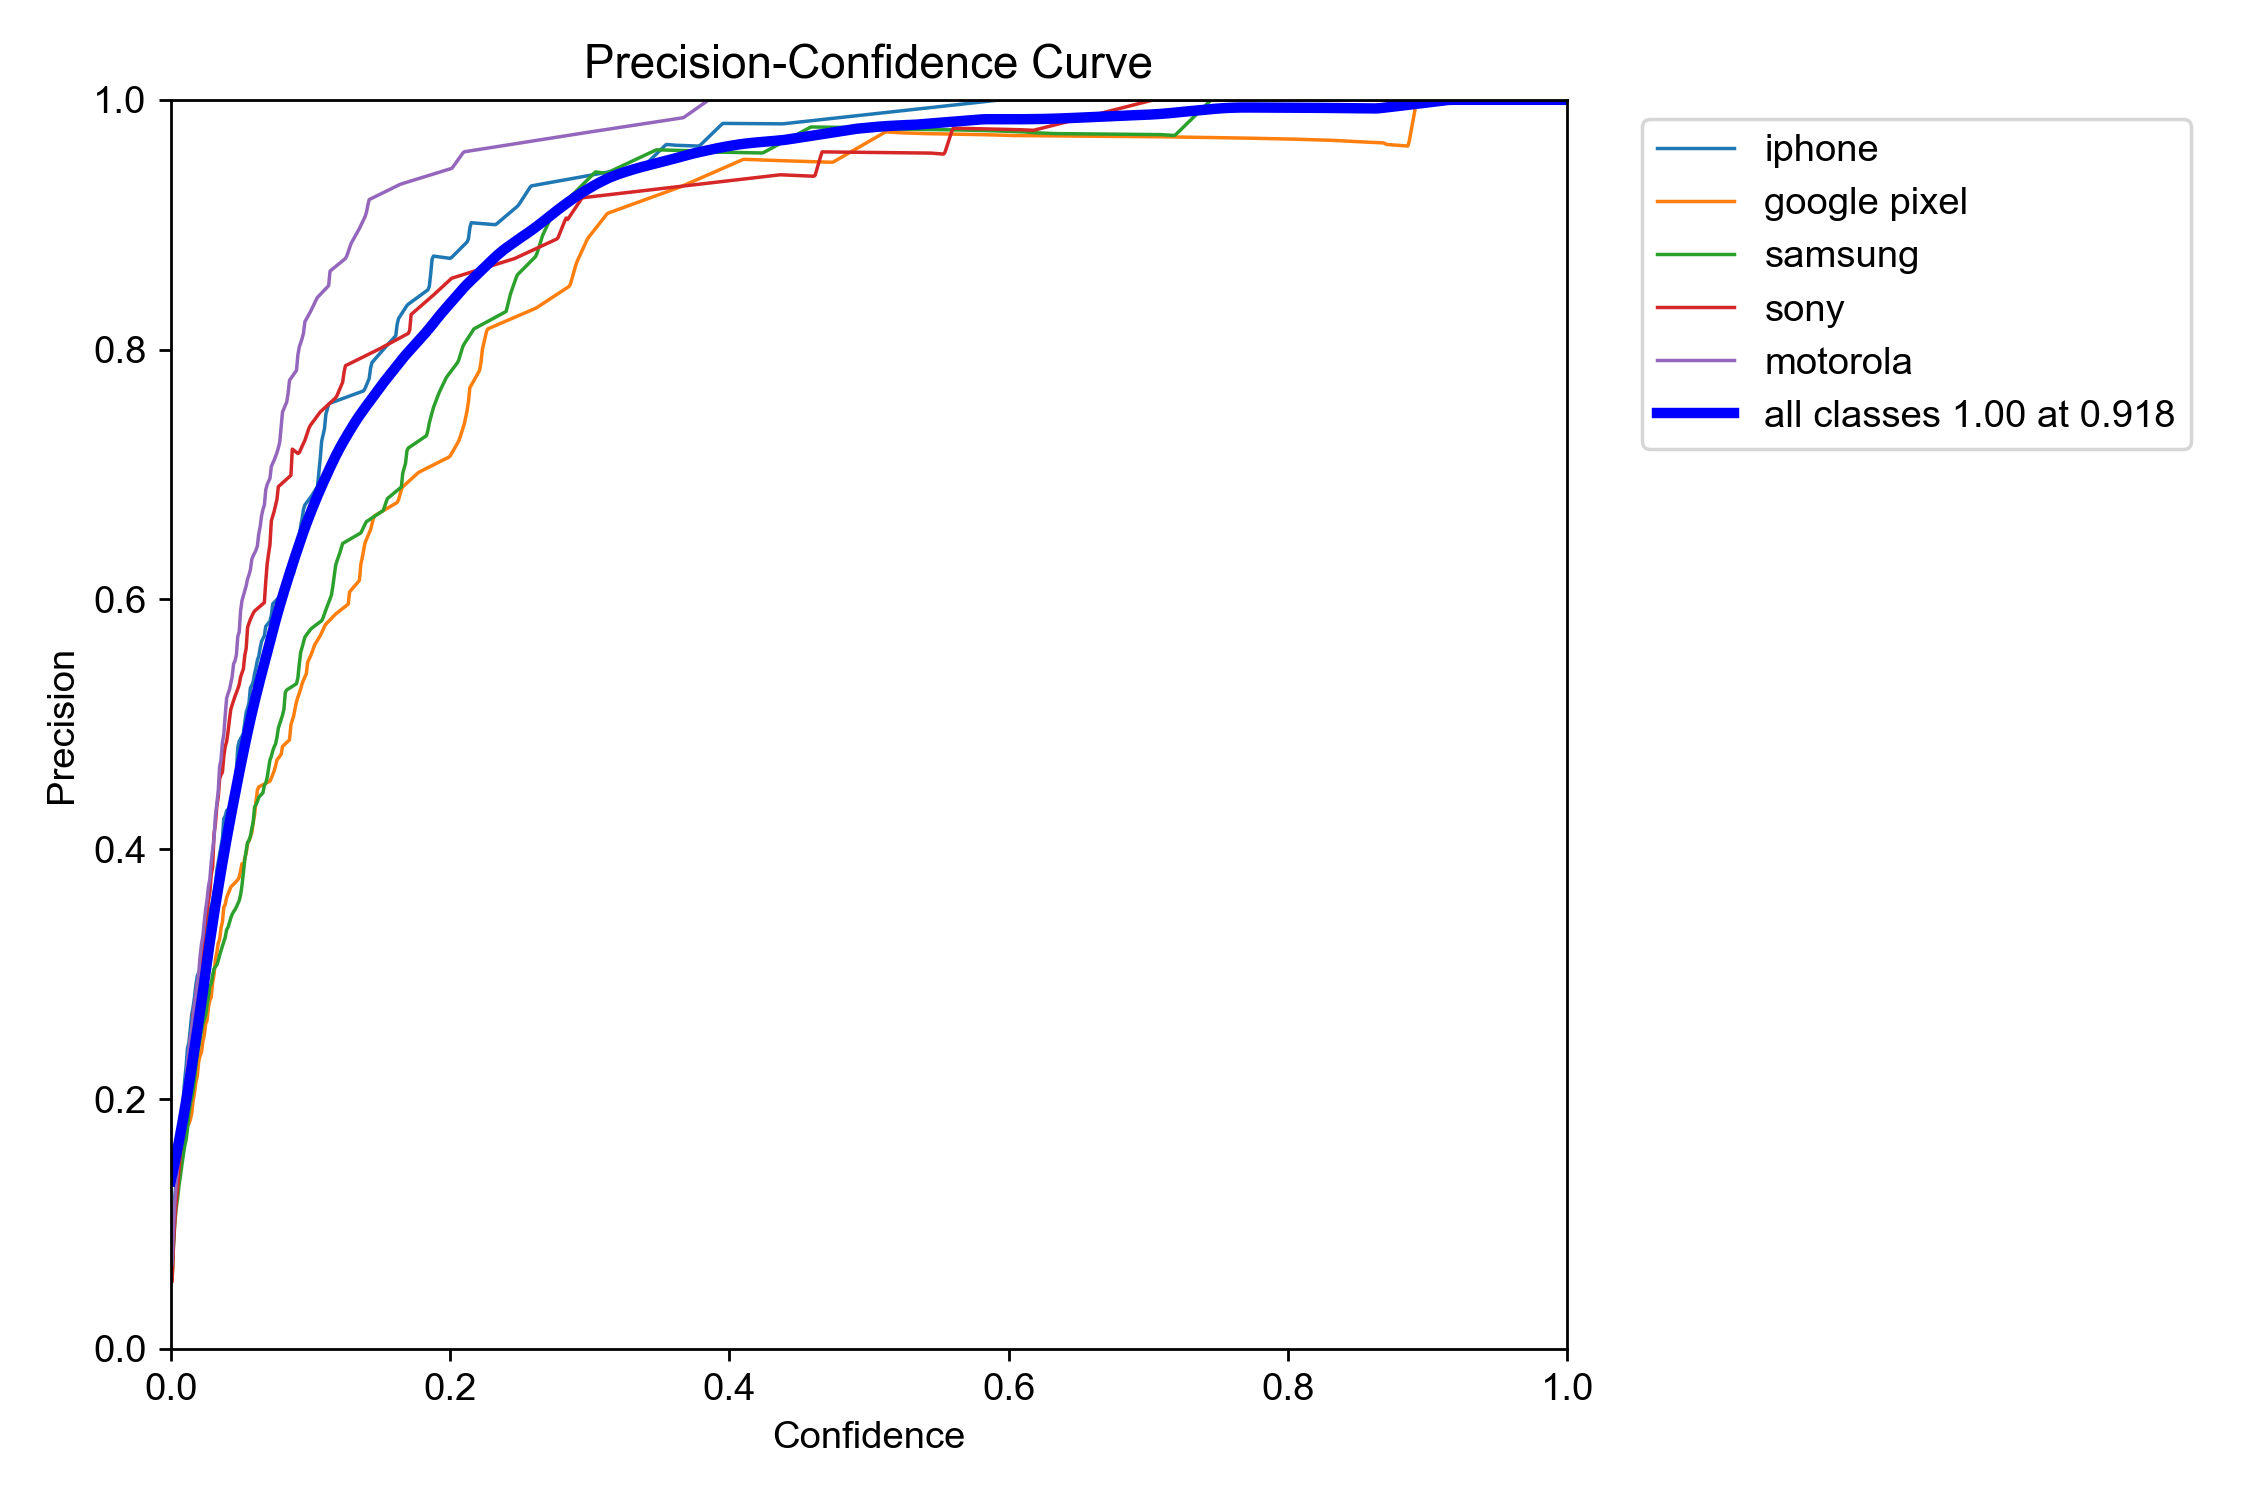 Precision-Confidence Curve
1.0
0.8
0.6
0.4
0.2
0.0
Precision
0.0 0.2 0.4 0.6 0.8 1.0
Confidence
iphone
google pixel
samsung
sony
motorola
all classes 1.00 at 0.918